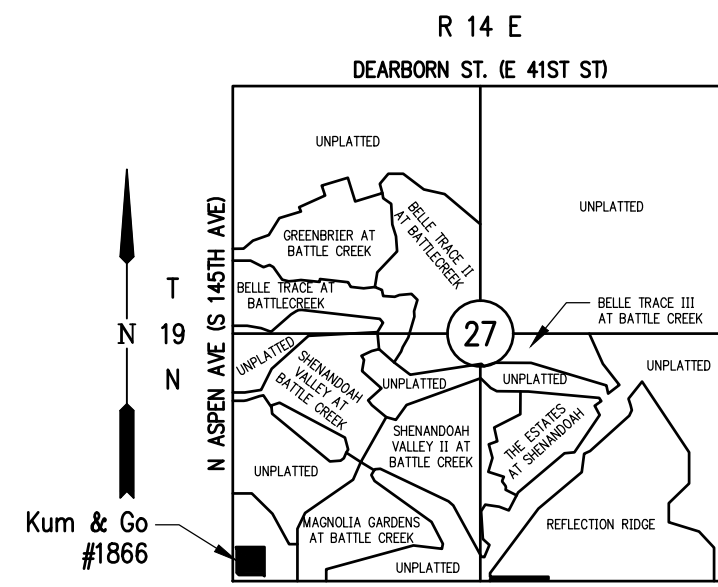 R 14 E
DEARBORN ST. (E 41ST ST)
UNPLATTED
UNPLATTED
BELLE TRACE II
AT BATTLECREEK
GREENBRIER AT
BATTLE CREEK
N ASPEN AVE (S 145TH AVE)
T
19
N
N
BELLE TRACE AT
BATTLECREEK
27
BELLE TRACE III
AT BATTLE CREEK
UNPLATTED
SHENANDOAH
VALLEY AT
BATTLE CREEK
UNPLATTED
UNPLATTED
UNPLATTED
SHENANDOAH
VALLEY II AT
BATTLE CREEK
THE ESTATES
AT SHENANDOAH
UNPLATTED
Kum & Go
#1866
MAGNOLIA GARDENS
AT BATTLE CREEK
REFLECTION RIDGE
UNPLATTED